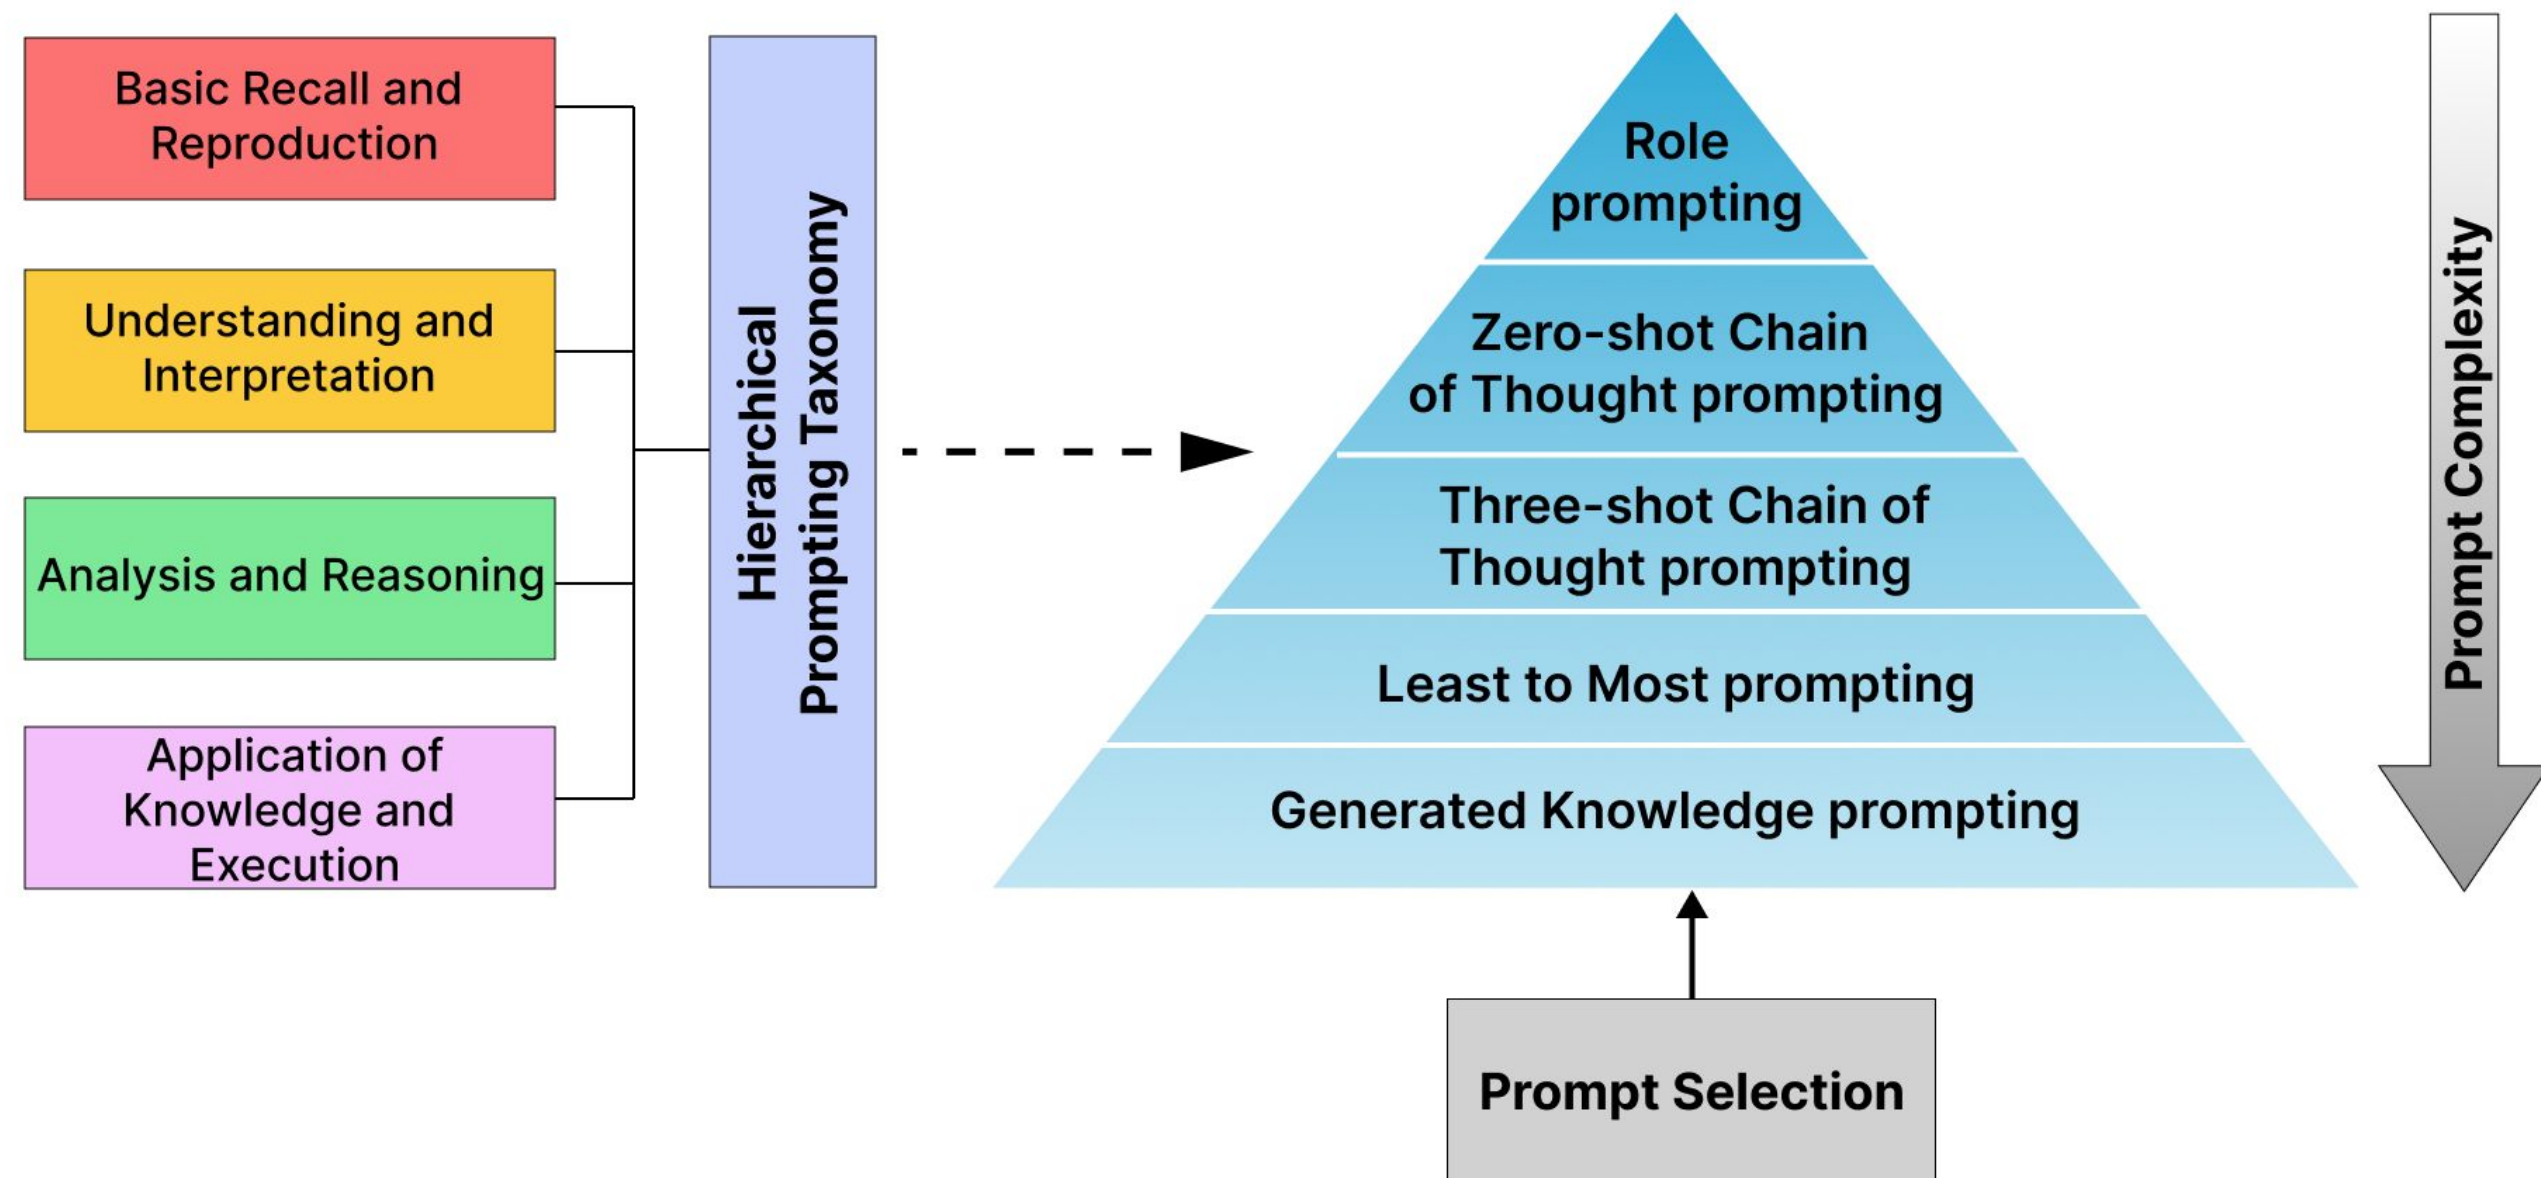 Basic Recall and
Reproduction
Understanding and
Interpretation
Analysis and Reasoning
Application of
Knowledge and
Execution
Hierarchical
Prompting Taxonomy
Role
prompting
Zero-shot Chain
of Thought prompting
Three-shot Chain of
Thought prompting
Least to Most prompting
Generated Knowledge prompting
Prompt Complexity
Prompt Selection